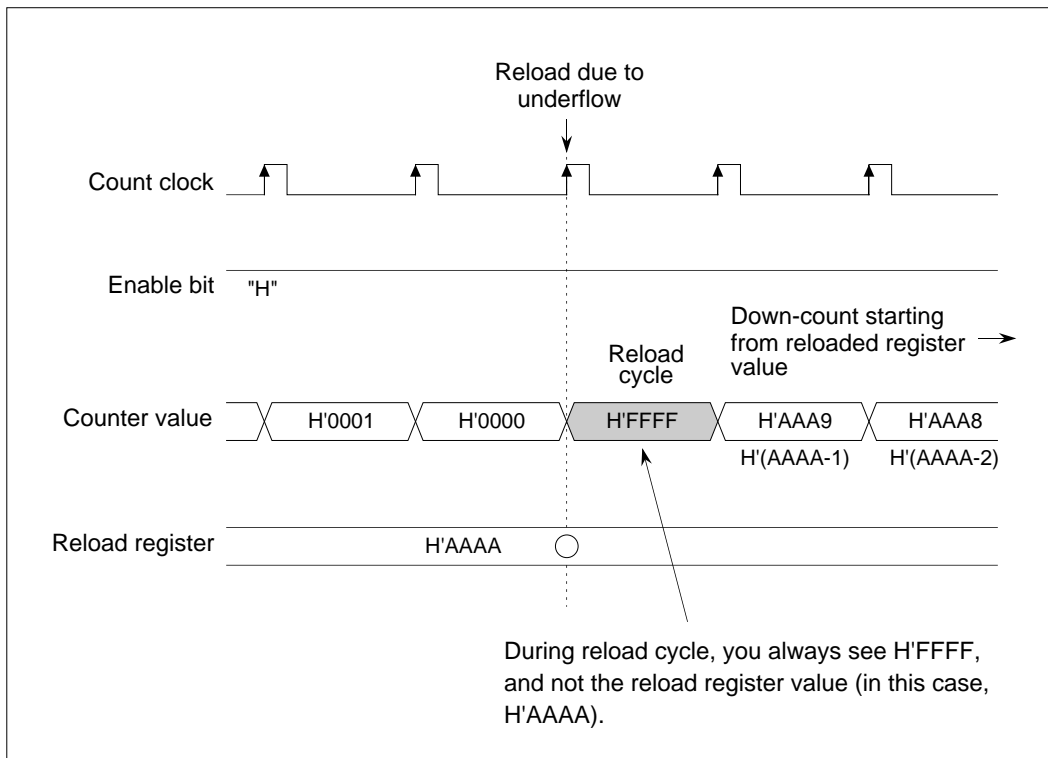 Reload due to
underflow
Count clock
Enable bit
"H"
Down-count starting
from reloaded register
value
Reload
cycle
Counter value
H'0001
H'0000
H'FFFF
H'AAA9
H'AAA8
H'(AAAA-1)
H'(AAAA-2)
Reload register
H'AAAA
During reload cycle, you always see H'FFFF,
and not the reload register value (in this case,
H'AAAA).